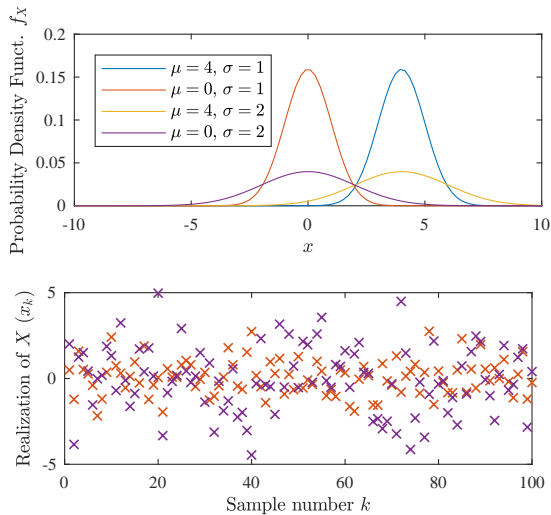 Probability Density Funct. f_X
0.2
0.15
0.1
0.05
0
μ = 4, σ = 1
μ = 0, σ = 1
μ = 4, σ = 2
μ = 0, σ = 2
-10 -5 0 5 10
x
Realization of X (x_k)
5
0
-5
0 20 40 60 80 100
Sample number k